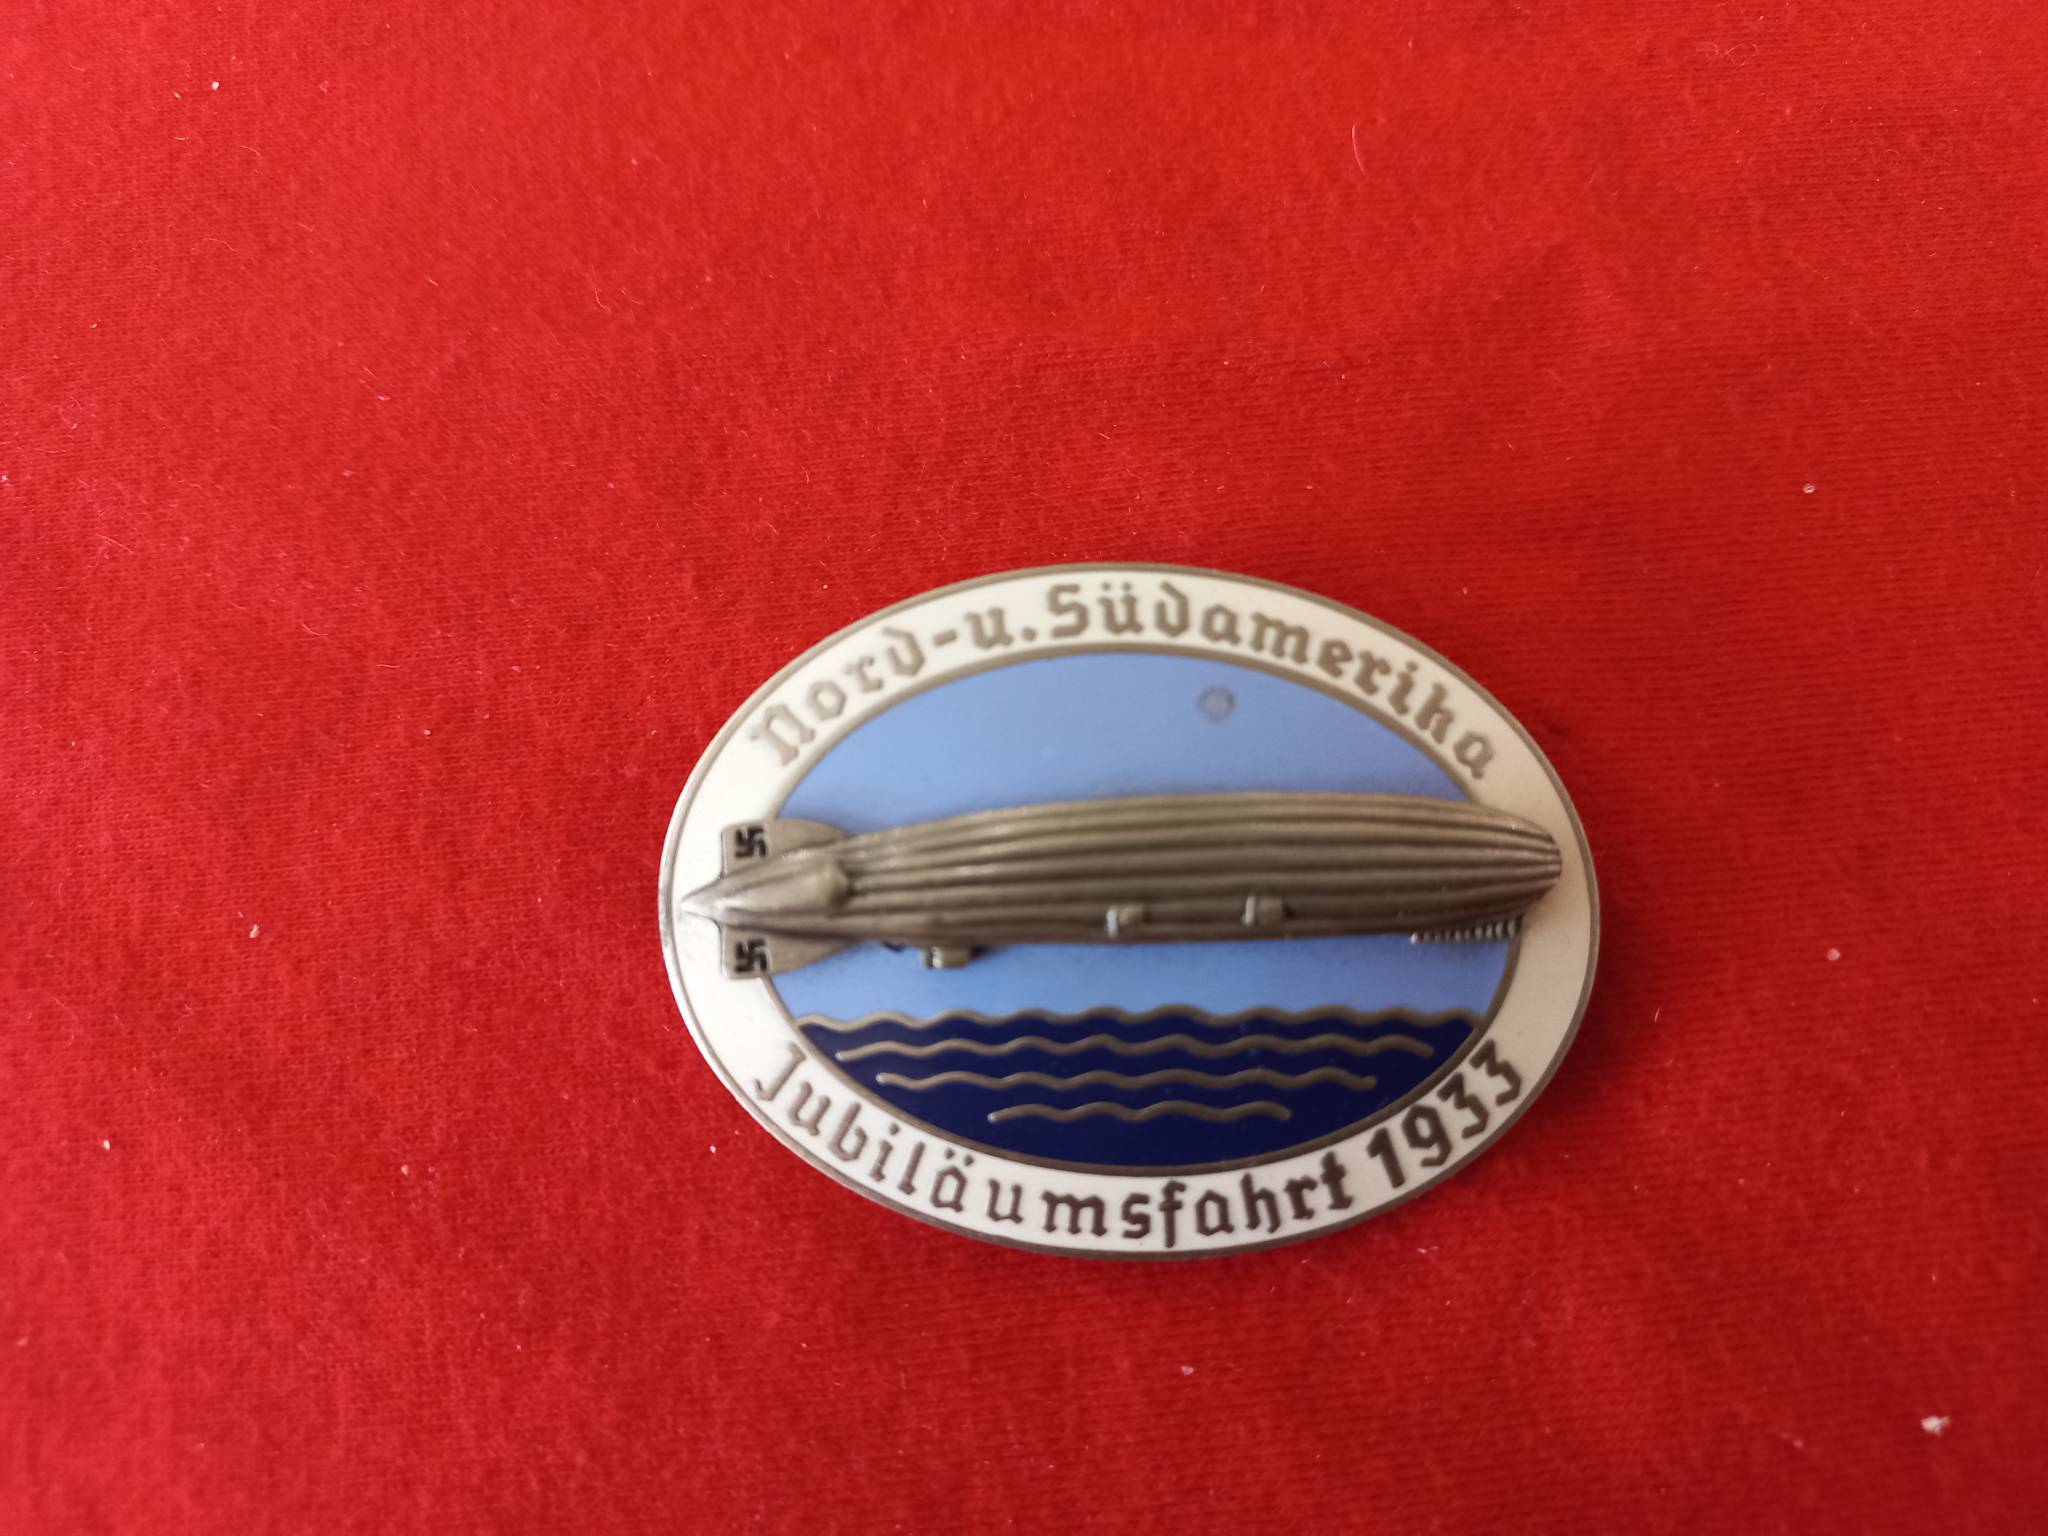 Nord-u. Südamerika
Jubiläumsfahrt 1933